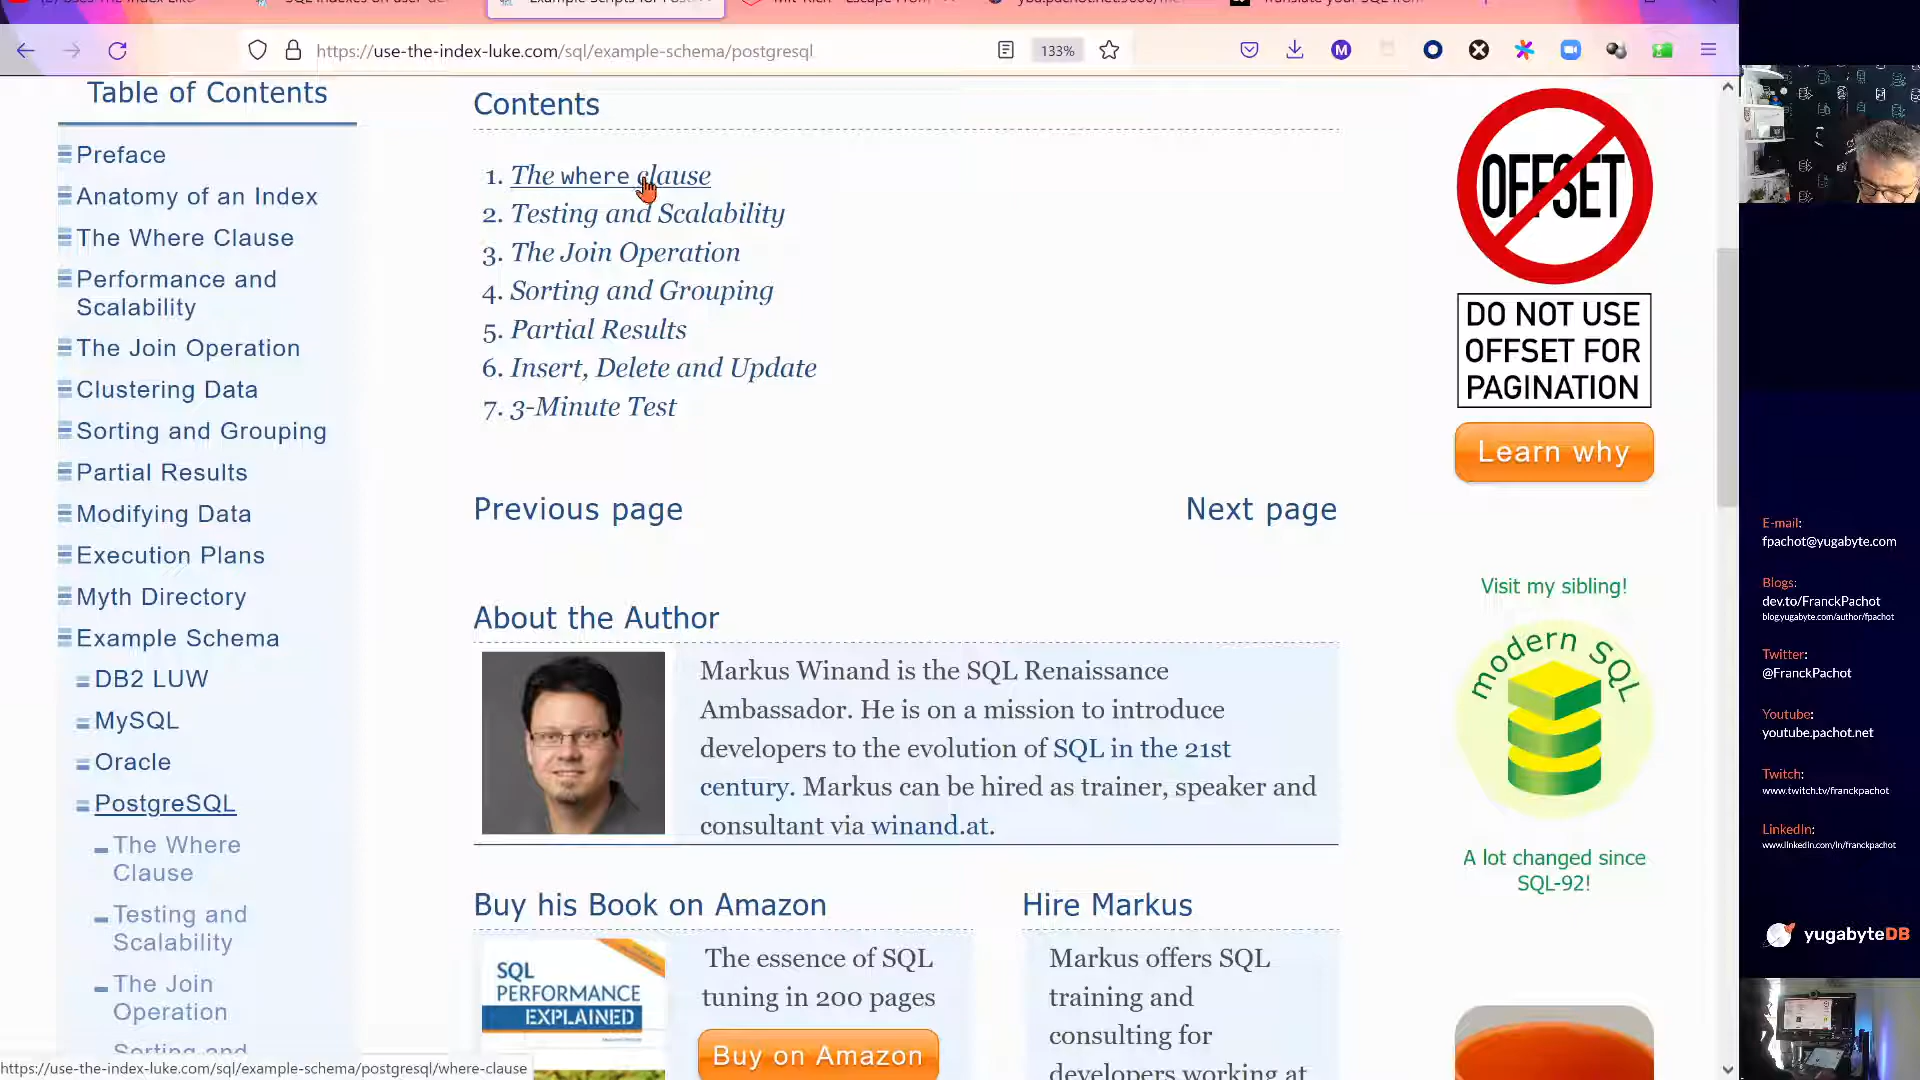 https://use-the-index-luke.com/sql/example-schema/postgresql
133%
M
Table of Contents
Preface
Anatomy of an Index
The Where Clause
Performance and
Scalability
The Join Operation
Clustering Data
Sorting and Grouping
Partial Results
Modifying Data
Execution Plans
Myth Directory
Example Schema
DB2 LUW
MySQL
Oracle
PostgreSQL
The Where
Clause
Testing and
Scalability
The Join
Operation
Sorting and
Contents
1. The where clause
2. Testing and Scalability
3. The Join Operation
4. Sorting and Grouping
5. Partial Results
6. Insert, Delete and Update
7. 3-Minute Test
Previous page
Next page
About the Author
Markus Winand is the SQL Renaissance
Ambassador. He is on a mission to introduce
developers to the evolution of SQL in the 21st
century. Markus can be hired as trainer, speaker and
consultant via winand.at.
Buy his Book on Amazon
SQL
PERFORMANCE
EXPLAINED
The essence of SQL
tuning in 200 pages
Buy on Amazon
Hire Markus
Markus offers SQL
training and
consulting for
developers working at
OFFSET
DO NOT USE
OFFSET FOR
PAGINATION
Learn why
Visit my sibling!
modern SQL
A lot changed since
SQL-92!
E-mail:
fpachot@yugabyte.com
Blogs:
dev.to/FranckPachot
blog.yugabyte.com/author/fpachot
Twitter:
@FranckPachot
Youtube:
youtube.pachot.net
Twitch:
www.twitch.tv/franckpachot
LinkedIn:
www.linkedin.com/in/franckpachot
yugabyteDB
https://use-the-index-luke.com/sql/example-schema/postgresql/where-clause